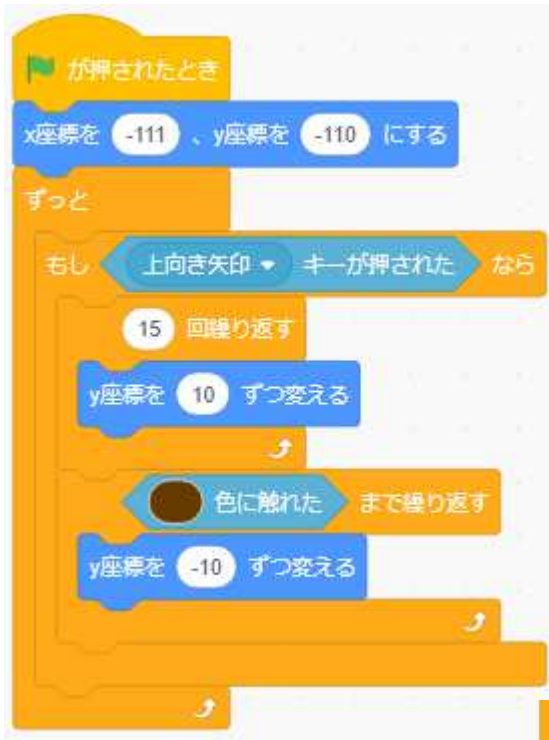 が押されたとき
x座標を -111 、y座標を -110 にする
ずっと
もし 上向き矢印 キーが押された なら
15 回繰り返す
y座標を 10 ずつ変える
色に触れた まで繰り返す
y座標を -10 ずつ変える